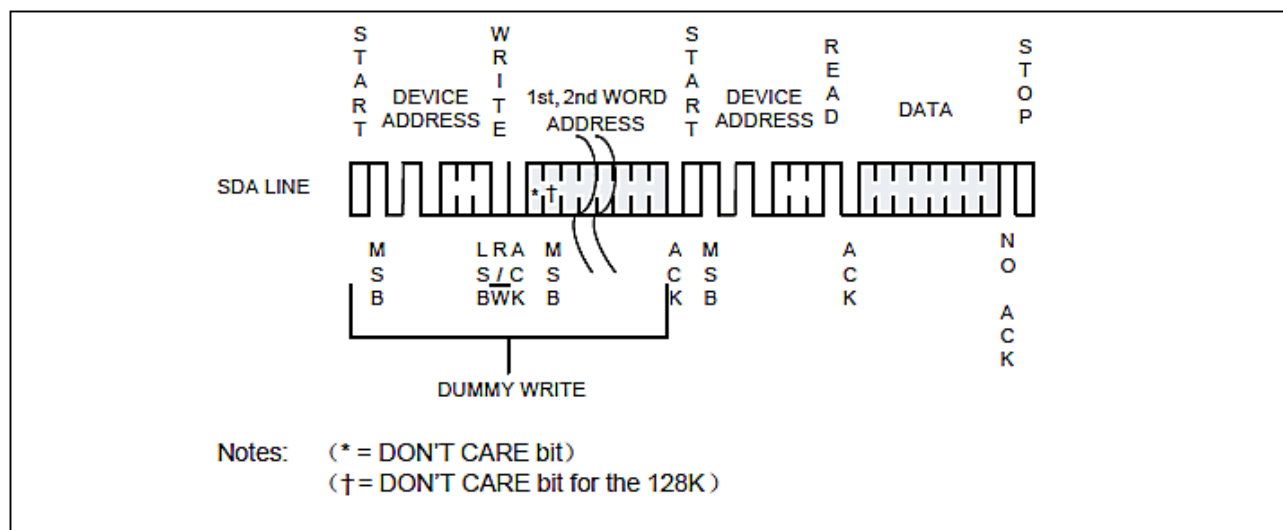 START
DEVICE ADDRESS
WRITE
1st, 2nd WORD ADDRESS
START
DEVICE ADDRESS
READ
DATA
STOP
SDA LINE
* †
MSB
LSB
R/W
ACK
MSB
ACK
MSB
ACK
NO ACK
DUMMY WRITE
Notes: (* = DON'T CARE bit)
(† = DON'T CARE bit for the 128K)